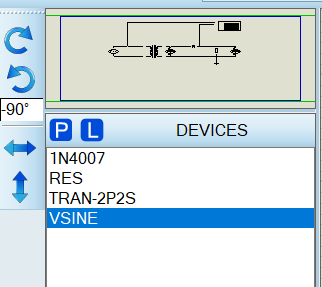 -90°
P L DEVICES
1N4007
RES
TRAN-2P2S
VSINE